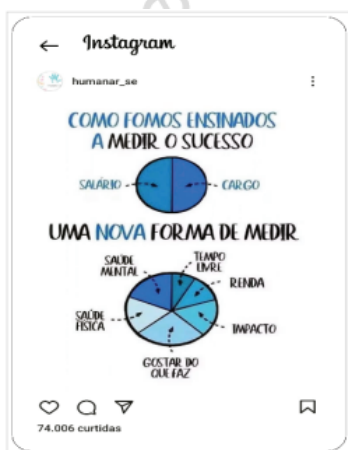 Instagram
humanar_se
COMO FOMOS ENSINADOS
A MEDIR O SUCESSO
SALÁRIO
CARGO
UMA NOVA FORMA DE MEDIR
SAÚDE
MENTAL
TEMPO
LIVRE
RENDA
SAÚDE
FÍSICA
IMPACTO
GOSTAR DO
QUE FAZ
74.006 curtidas